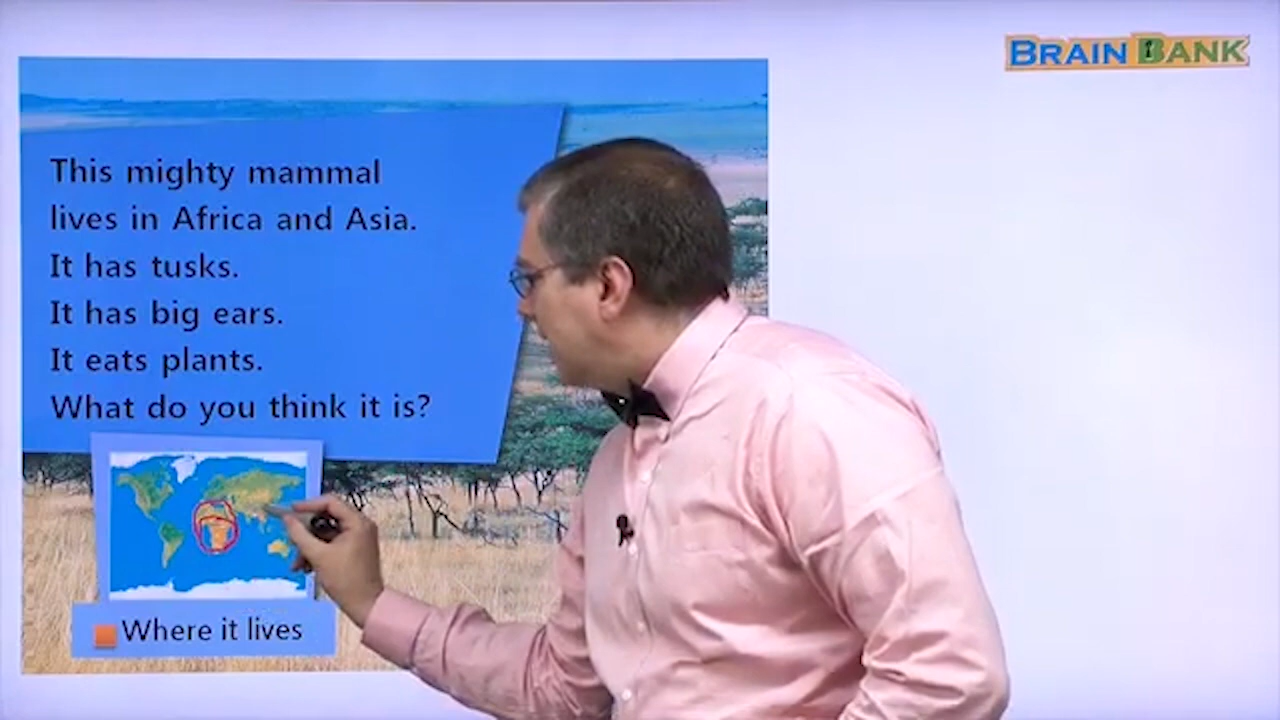 BRAIN BANK
This mighty mammal
lives in Africa and Asia.
It has tusks.
It has big ears.
It eats plants.
What do you think it is?
Where it lives